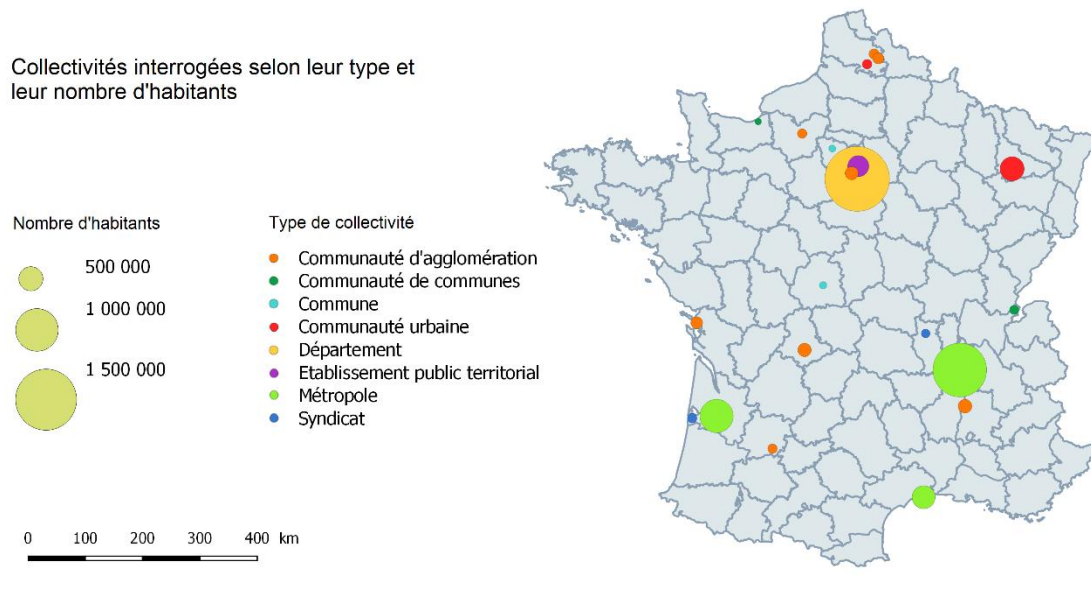 Collectivités interrogées selon leur type et
leur nombre d'habitants
Nombre d'habitants
500 000
1 000 000
1 500 000
Type de collectivité
Communauté d'agglomération
Communauté de communes
Commune
Communauté urbaine
Département
Etablissement public territorial
Métropole
Syndicat
0 100 200 300 400 km